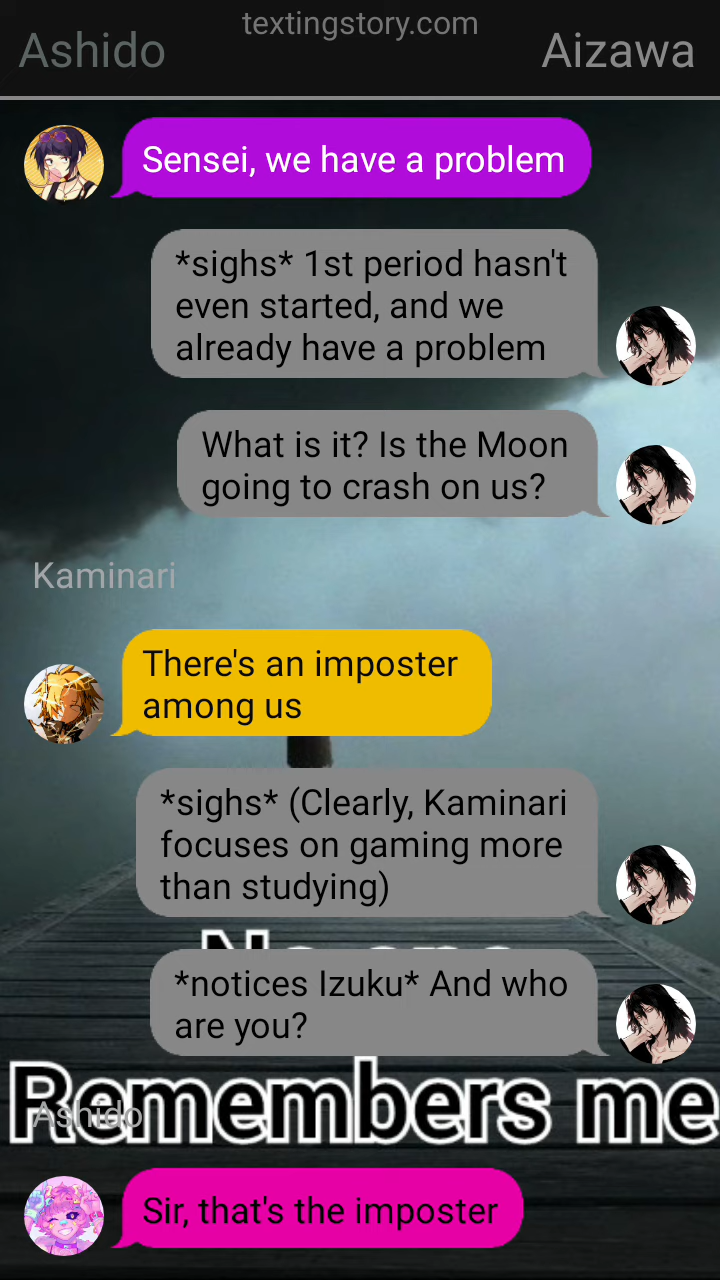 textingstory.com
Ashido
Aizawa
Sensei, we have a problem
*sighs* 1st period hasn't
even started, and we
already have a problem
What is it? Is the Moon
going to crash on us?
Kaminari
There's an imposter
among us
*sighs* (Clearly, Kaminari
focuses on gaming more
than studying)
*notices Izuku* And who
are you?
Remembers me
Ashido
Sir, that's the imposter